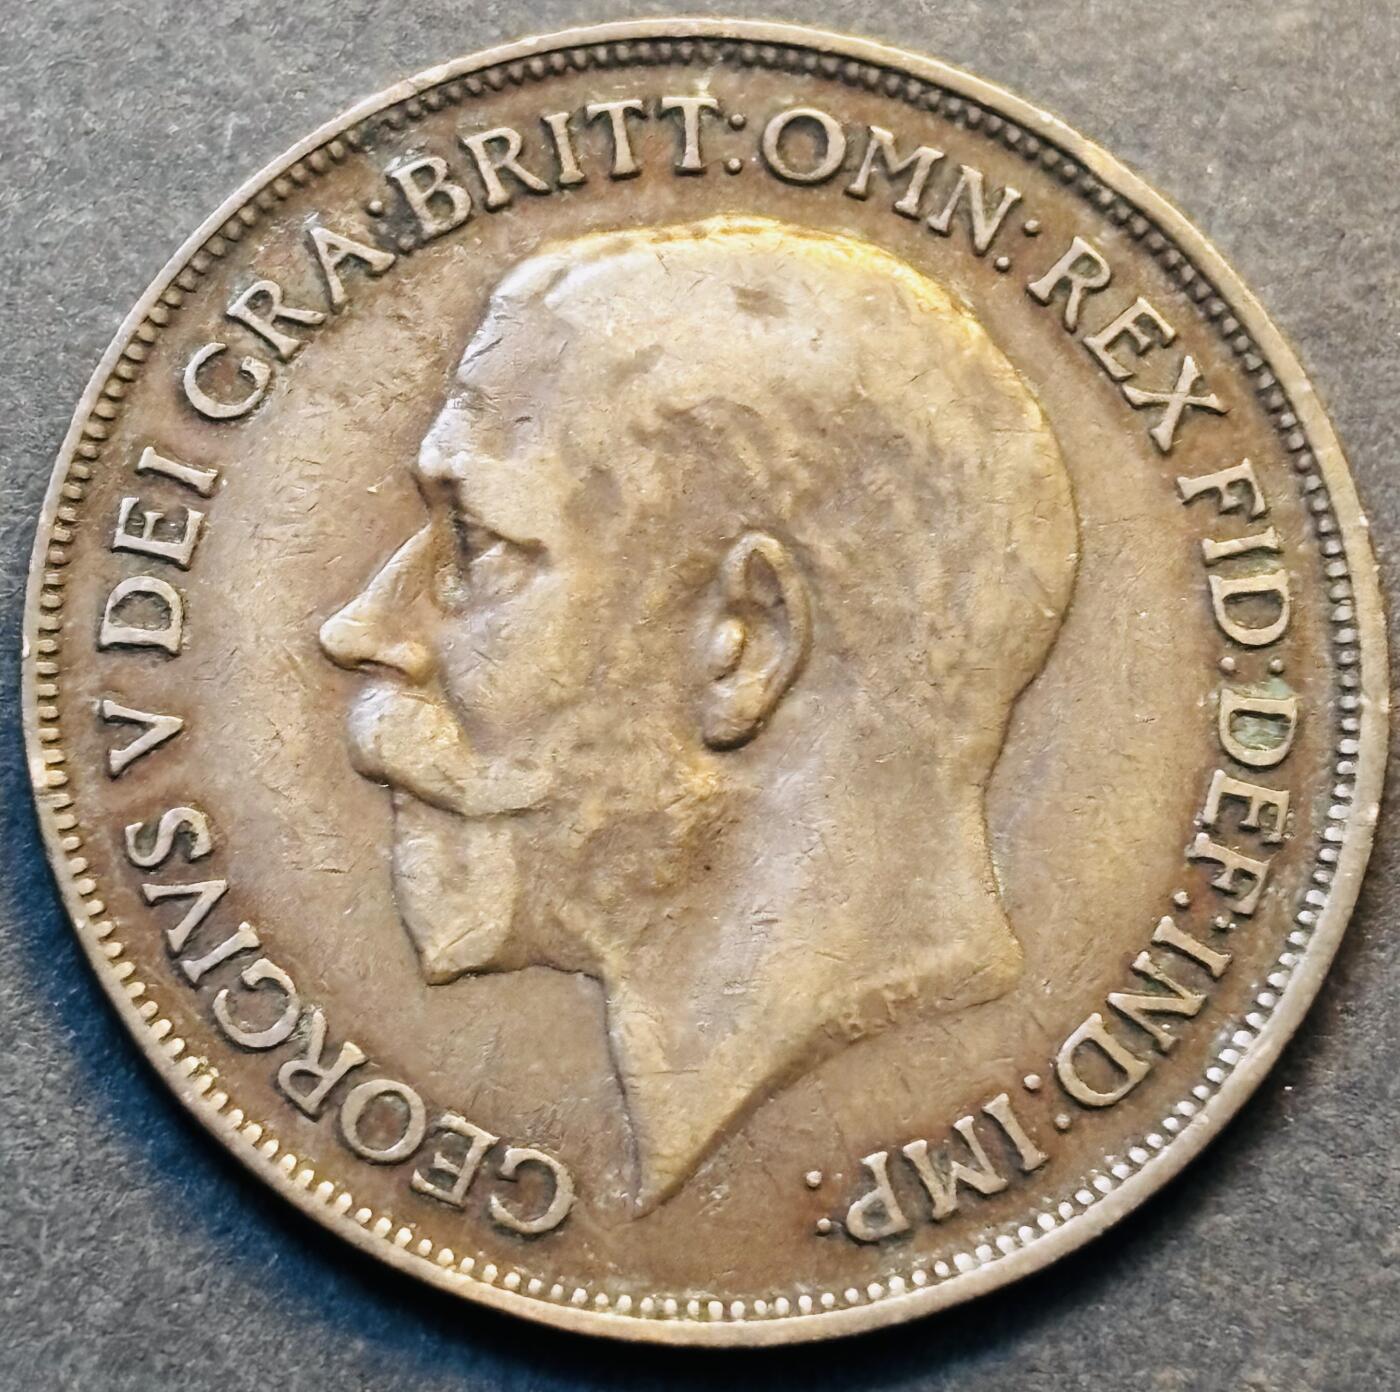 GEORGIVS V DEI GRA:BRITT:OMN:REX FID:DEF:IND:IMP:
B.M.